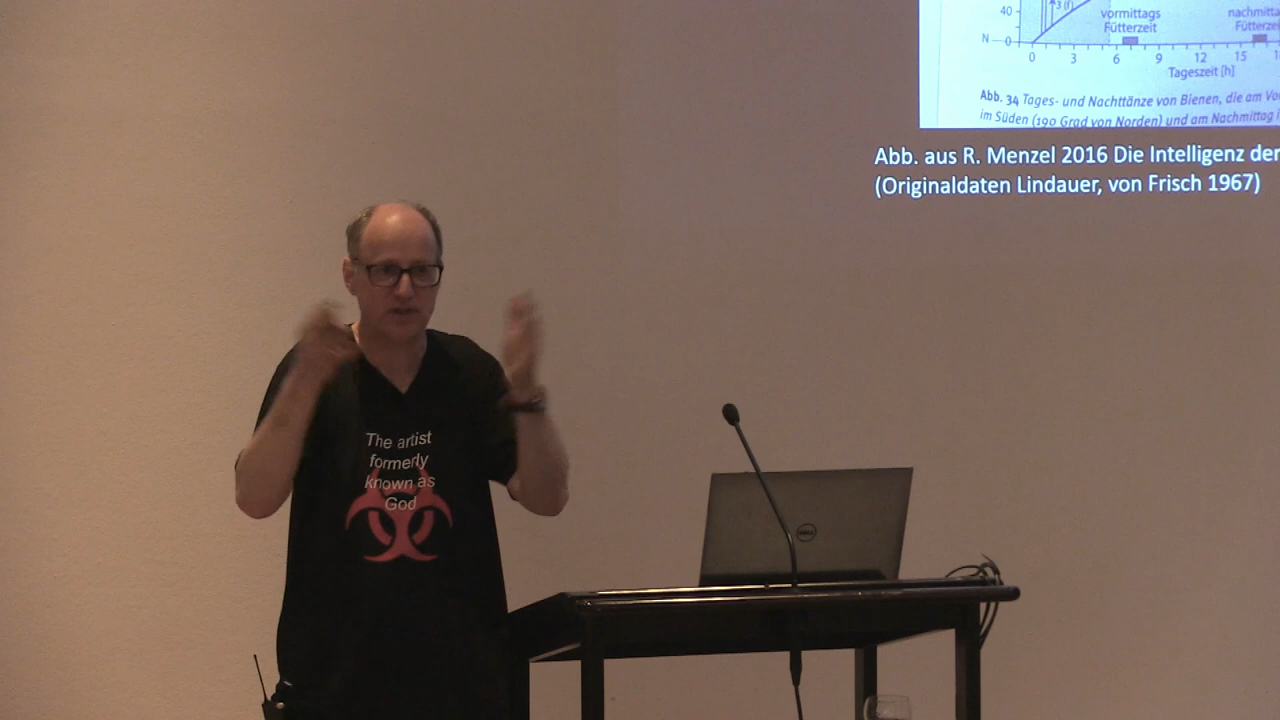 40
3 (f)
vormittags
Fütterzeit
N
0
0 3 6 9 12 15
Tageszeit [h]
Abb. 34 Tages- und Nachttänze von Bienen, die am
im Süden (190 Grad von Norden) und am Nachmittag
Abb. aus R. Menzel 2016 Die Intelligenz der
(Originaldaten Lindauer, von Frisch 1967)
The artist
formerly
known as
God
DELL